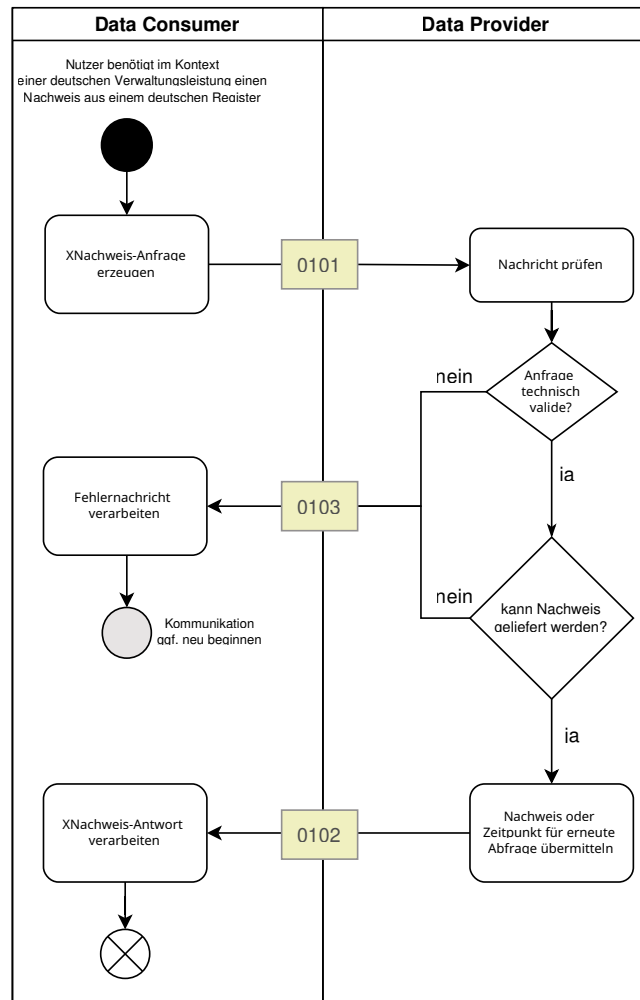 Data Consumer
Data Provider
Nutzer benötigt im Kontext
einer deutschen Verwaltungsleistung einen
Nachweis aus einem deutschen Register
XNachweis-Anfrage
erzeugen
0101
Nachricht prüfen
nein
Anfrage
technisch
valide?
ja
Fehlernachricht
verarbeiten
0103
nein
kann Nachweis
geliefert werden?
Kommunikation
ggf. neu beginnen
ja
XNachweis-Antwort
verarbeiten
0102
Nachweis oder
Zeitpunkt für erneute
Abfrage übermitteln